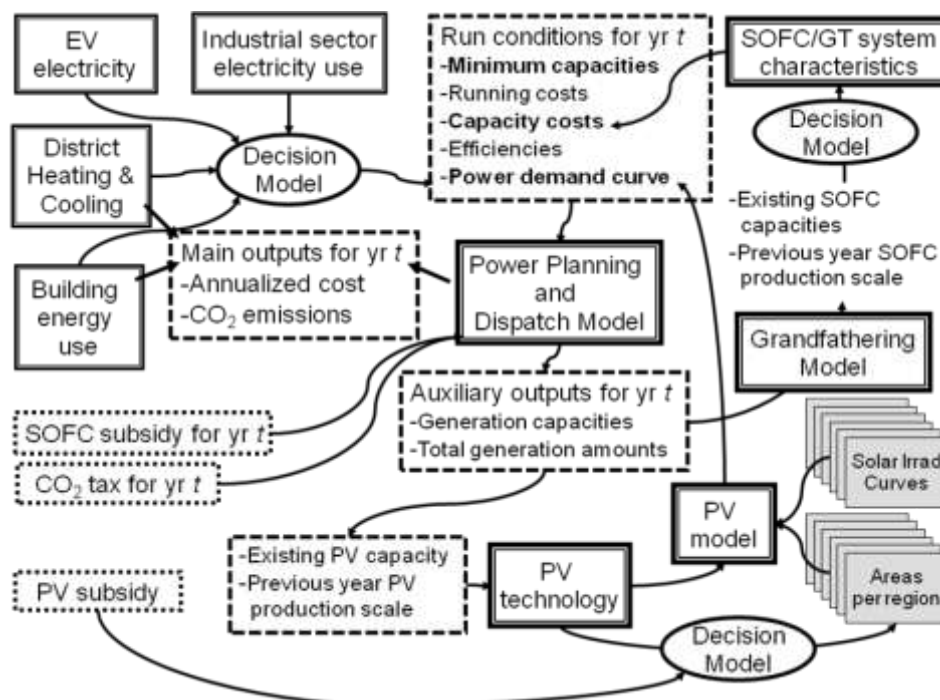 EV
electricity
Industrial sector
electricity use
Run conditions for yr t
-Minimum capacities
-Running costs
-Capacity costs
-Efficiencies
-Power demand curve
SOFC/GT system
characteristics
Decision
Model
District
Heating &
Cooling
Decision
Model
-Existing SOFC
capacities
-Previous year SOFC
production scale
Main outputs for yr t
-Annualized cost
-CO₂ emissions
Power Planning
and
Dispatch Model
Building
energy
use
Grandfathering
Model
Auxiliary outputs for yr t
-Generation capacities
-Total generation amounts
SOFC subsidy for yr t
CO₂ tax for yr t
Solar Irrad
Curves
PV
model
-Existing PV capacity
-Previous year PV
production scale
PV
technology
Areas
per region
PV subsidy
Decision
Model